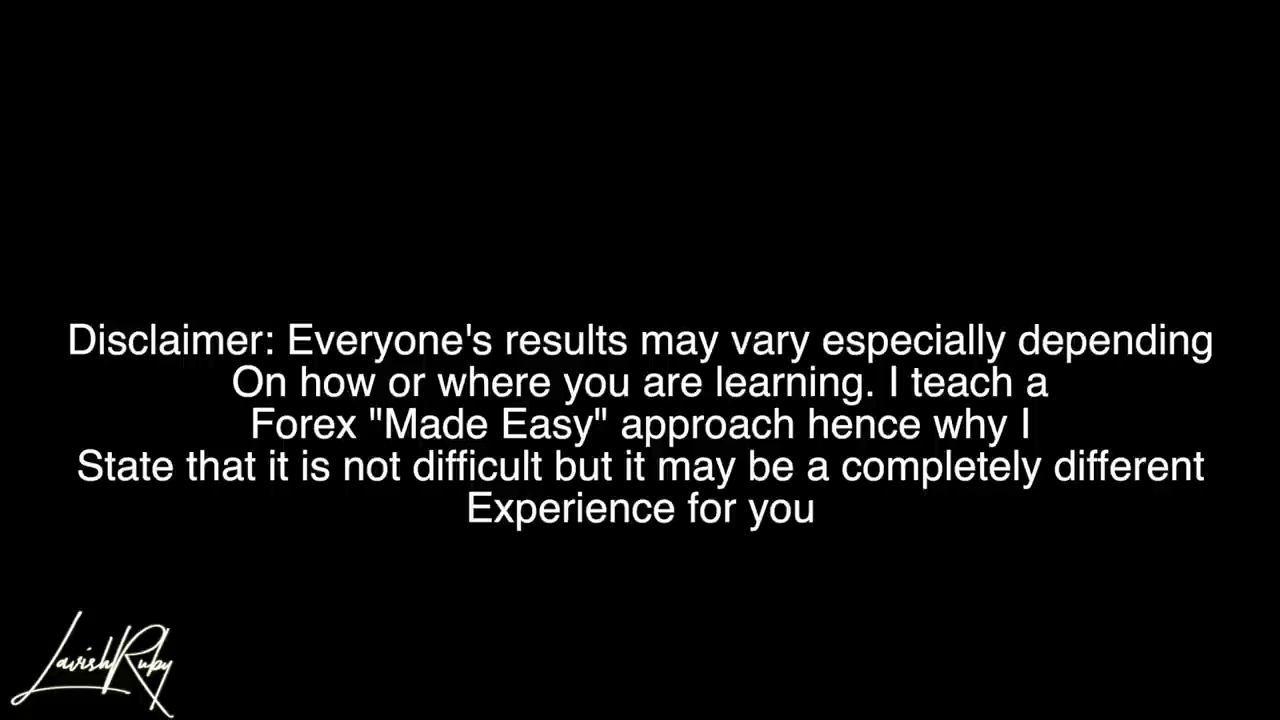 Disclaimer: Everyone's results may vary especially depending
On how or where you are learning. I teach a
Forex "Made Easy" approach hence why I
State that it is not difficult but it may be a completely different
Experience for you
LavishRuby